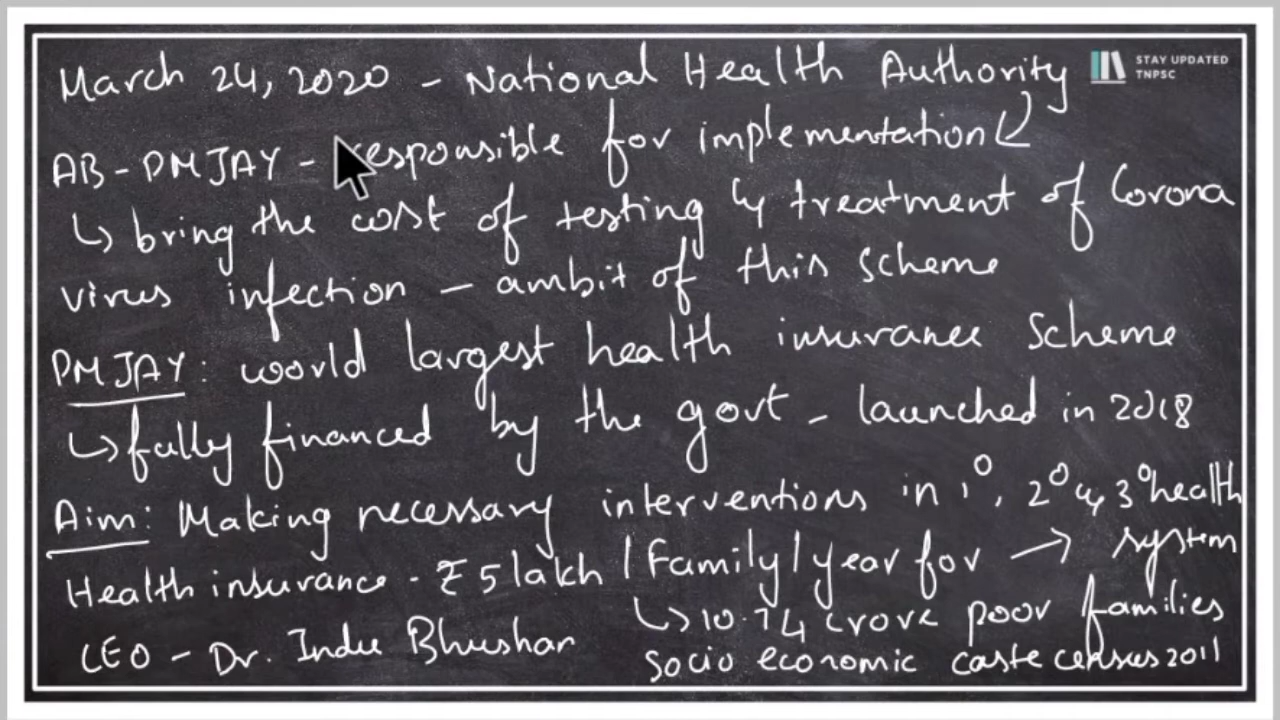 March 24, 2020 - National Health Authority
STAY UPDATED
TNPSC
AB-PMJAY - responsible for implementation
↳ bring the cost of testing & treatment of Corona
virus infection - ambit of this scheme
PMJAY: world largest health insurance scheme
↳ fully financed by the govt - launched in 2018
Aim: Making necessary interventions in 1°, 2° & 3° health
system
Health insurance - ₹5 lakh / Family / year for →
↳ 10.74 crore poor families
CEO - Dr. Indu Bhushan
socio economic caste census 2011